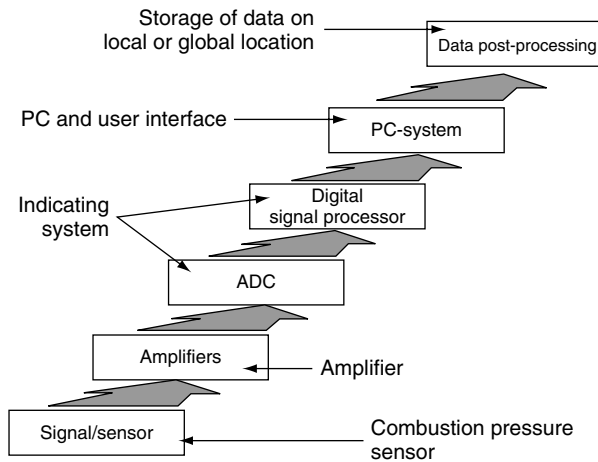 Storage of data on
local or global location
Data post-processing
PC and user interface
PC-system
Digital
signal processor
Indicating
system
ADC
Amplifiers
Amplifier
Signal/sensor
Combustion pressure
sensor